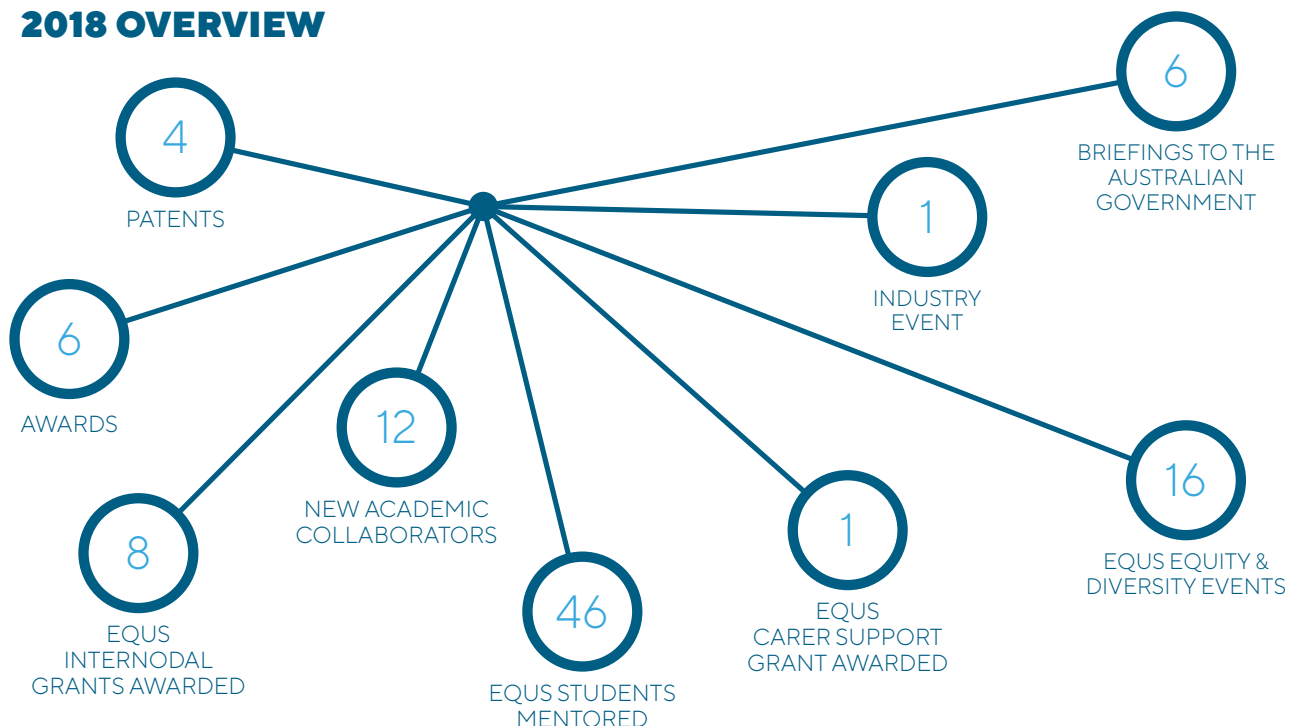 2018 OVERVIEW
4
PATENTS
6
BRIEFINGS TO THE
AUSTRALIAN
GOVERNMENT
1
INDUSTRY
EVENT
6
AWARDS
12
NEW ACADEMIC
COLLABORATORS
16
EQUS EQUITY &
DIVERSITY EVENTS
8
EQUS
INTERNODAL
GRANTS AWARDED
46
EQUS STUDENTS
MENTORED
1
EQUS
CARER SUPPORT
GRANT AWARDED